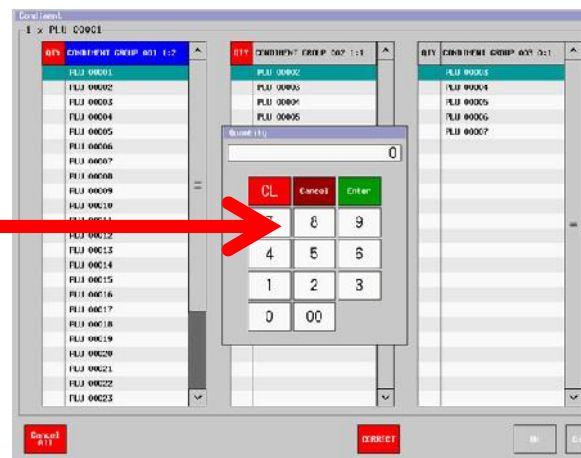 Condiment
1 x PLU 00001
QTY CONDIMENT GROUP 001 1:2
PLU 00001
PLU 00002
PLU 00003
PLU 00004
PLU 00005
PLU 00006
PLU 00007
PLU 00008
PLU 00009
PLU 00010
PLU 00011
PLU 00012
PLU 00013
PLU 00014
PLU 00015
PLU 00016
PLU 00017
PLU 00018
PLU 00019
PLU 00020
PLU 00021
PLU 00022
PLU 00023
QTY CONDIMENT GROUP 002 1:1
PLU 00002
PLU 00003
PLU 00004
PLU 00005
QTY CONDIMENT GROUP 003 0:1
PLU 00003
PLU 00004
PLU 00005
PLU 00006
PLU 00007
Quantity
0
CL Cancel Enter
7 8 9
4 5 6
1 2 3
0 00
Cancel
All
CORRECT